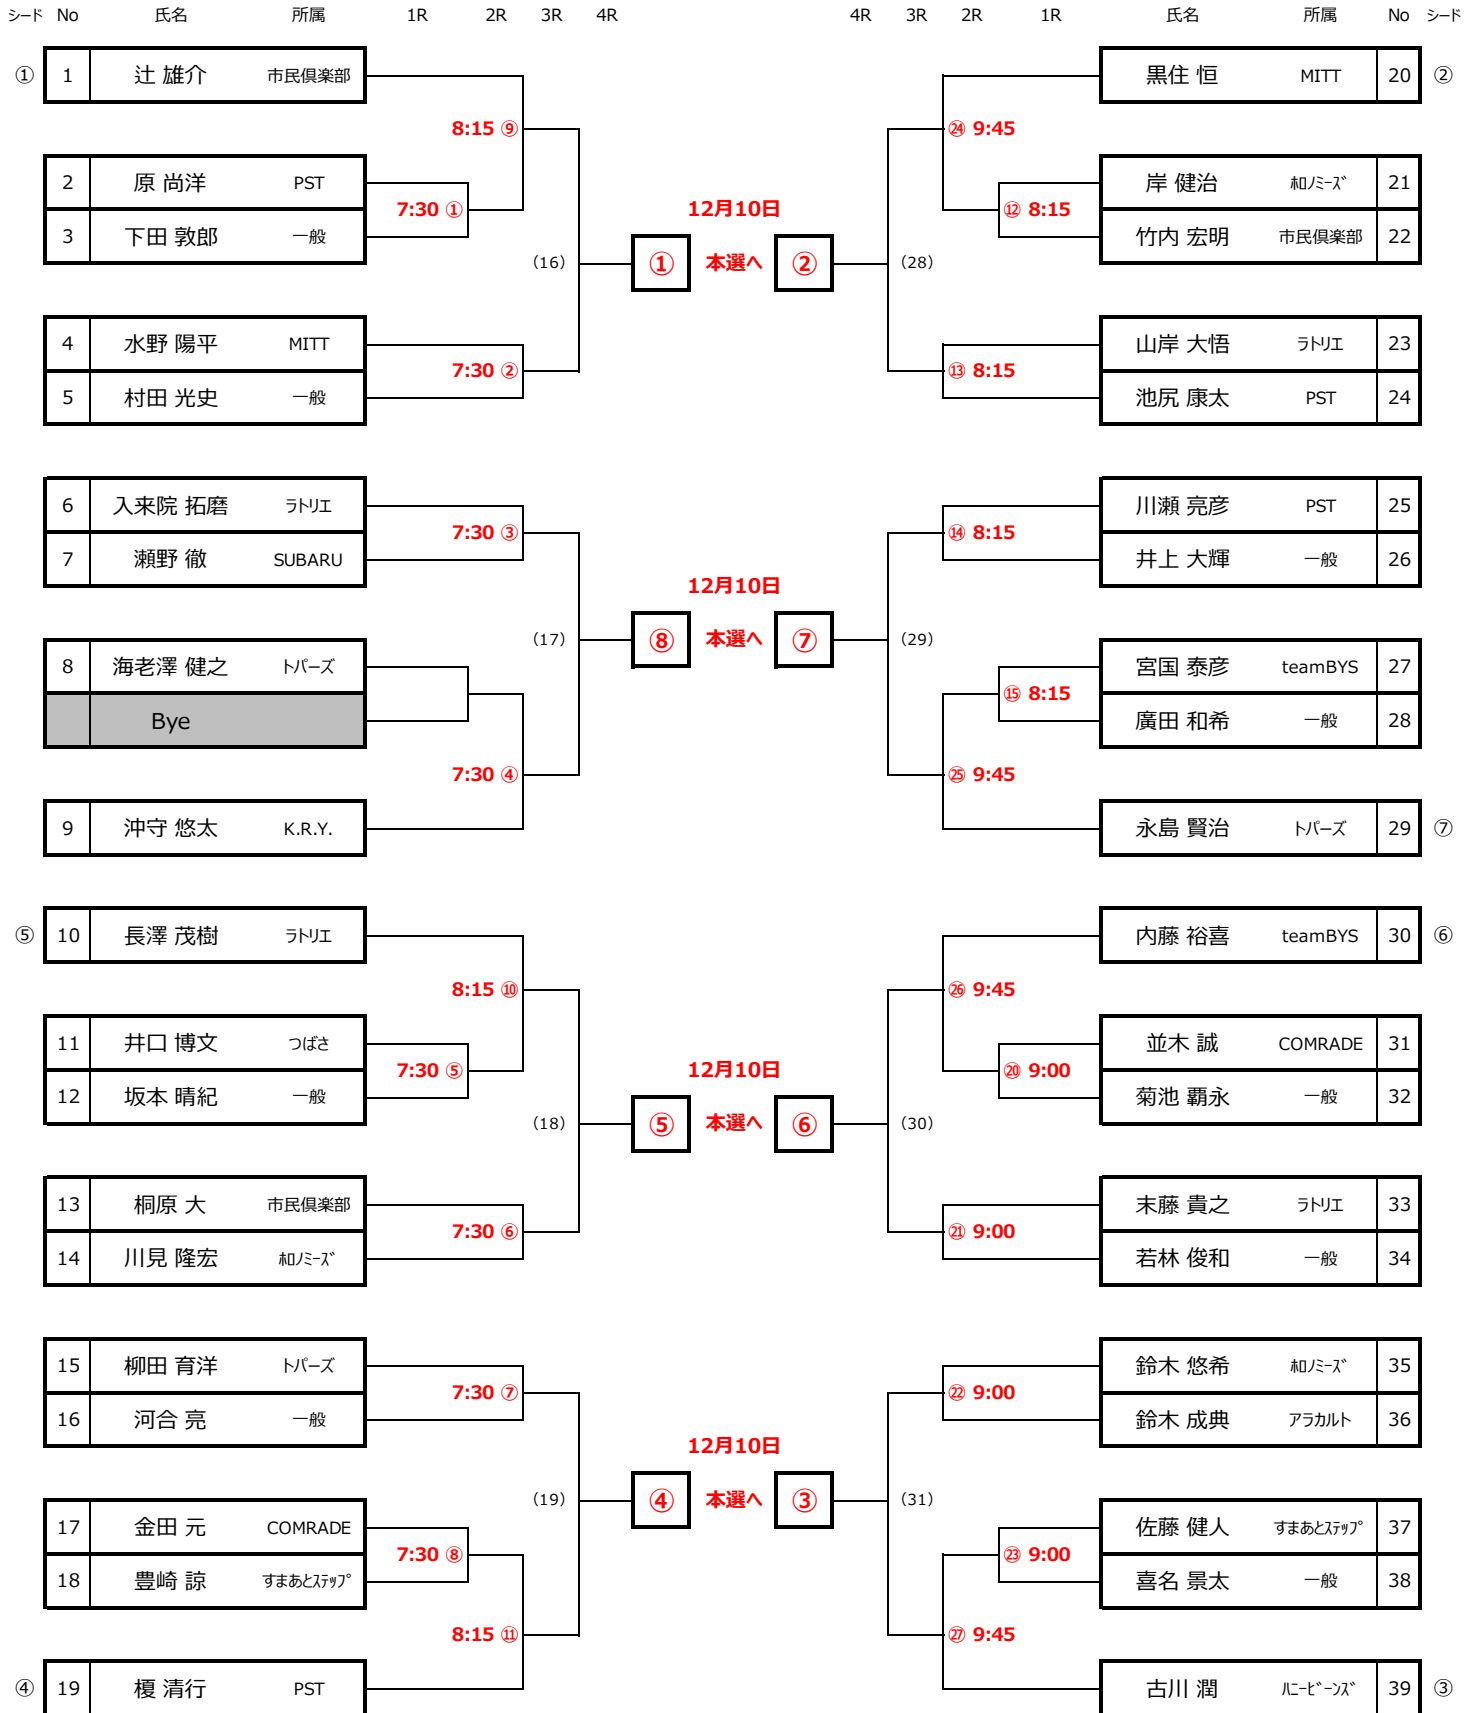 シード No 氏名 所属 1R 2R 3R 4R 4R 3R 2R 1R 氏名 所属 No シード
① 1 辻 雄介 市民倶楽部 黒住 恒 MITT 20 ②
8:15 ⑨ ㉔ 9:45
2 原 尚洋 PST 岸 健治 和ノミーズ 21
7:30 ① 12月10日 ⑫ 8:15
3 下田 敦郎 一般 竹内 宏明 市民倶楽部 22
(16) ① 本選へ ② (28)
4 水野 陽平 MITT 山岸 大悟 ラトリエ 23
7:30 ② ⑬ 8:15
5 村田 光史 一般 池尻 康太 PST 24
6 入来院 拓磨 ラトリエ 川瀬 亮彦 PST 25
7:30 ③ ⑭ 8:15
7 瀬野 徹 SUBARU 井上 大輝 一般 26
12月10日
(17) ⑧ 本選へ ⑦ (29)
8 海老澤 健之 トパーズ 宮国 泰彦 teamBYS 27
⑮ 8:15
Bye 廣田 和希 一般 28
7:30 ④ ㉕ 9:45
9 沖守 悠太 K.R.Y. 永島 賢治 トパーズ 29 ⑦
⑤ 10 長澤 茂樹 ラトリエ 内藤 裕喜 teamBYS 30 ⑥
8:15 ⑩ ㉖ 9:45
11 井口 博文 つばさ 並木 誠 COMRADE 31
7:30 ⑤ 12月10日 ⑳ 9:00
12 坂本 晴紀 一般 菊池 覇永 一般 32
(18) ⑤ 本選へ ⑥ (30)
13 桐原 大 市民倶楽部 末藤 貴之 ラトリエ 33
7:30 ⑥ ㉑ 9:00
14 川見 隆宏 和ノミーズ 若林 俊和 一般 34
15 柳田 育洋 トパーズ 鈴木 悠希 和ノミーズ 35
7:30 ⑦ ㉒ 9:00
16 河合 亮 一般 鈴木 成典 アラカルト 36
12月10日
(19) ④ 本選へ ③ (31)
17 金田 元 COMRADE 佐藤 健人 すまあとステップ 37
7:30 ⑧ ㉓ 9:00
18 豊崎 諒 すまあとステップ 喜名 景太 一般 38
8:15 ⑪ ㉗ 9:45
④ 19 榎 清行 PST 古川 潤 ハニービーンズ 39 ③